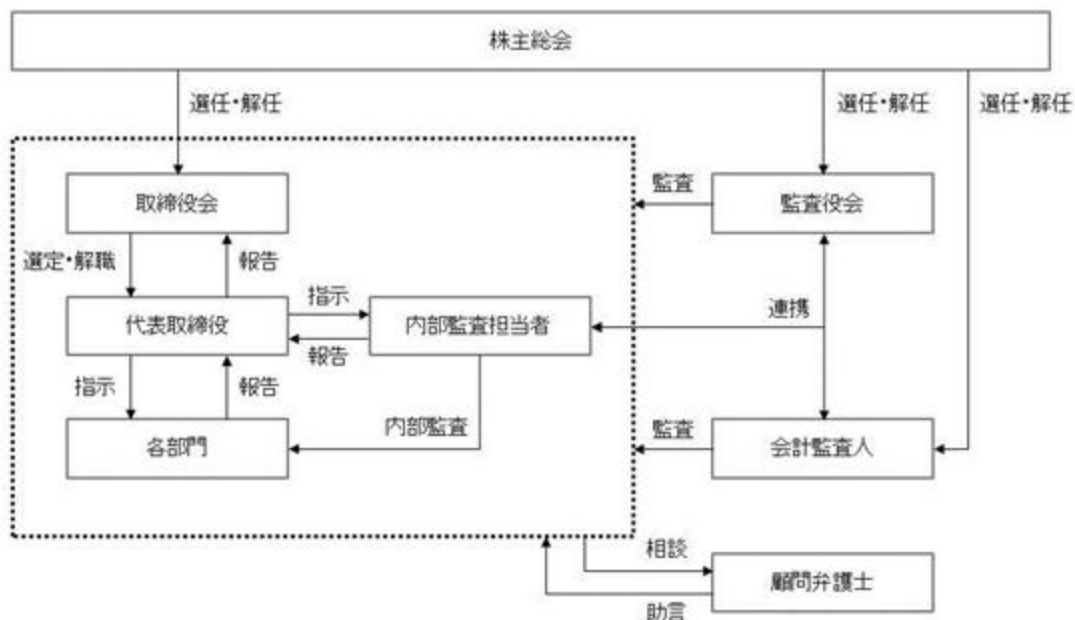 株主総会
選任・解任
選任・解任
選任・解任
取締役会
監査
監査役会
選定・解職
報告
指示
連携
代表取締役
内部監査担当者
報告
指示
報告
内部監査
監査
各部門
会計監査人
相談
顧問弁護士
助言